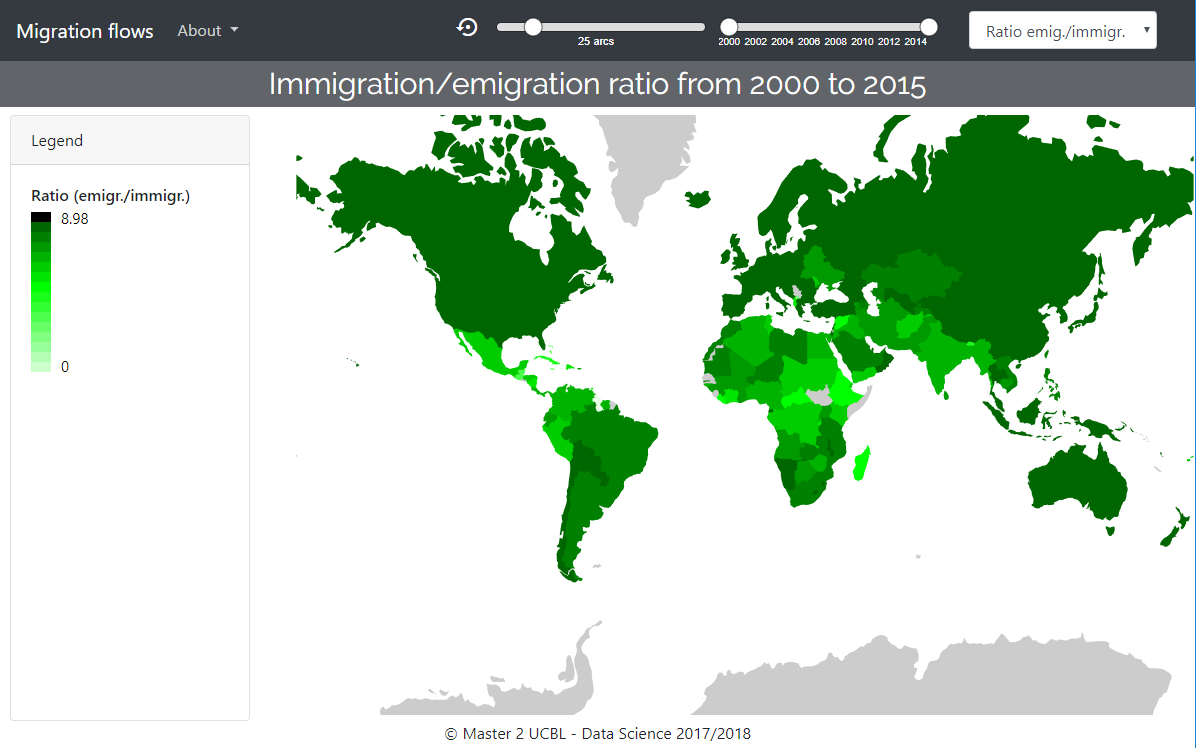 Migration flows
About
25 arcs
2000 2002 2004 2006 2008 2010 2012 2014
Ratio emig./immigr.
Immigration/emigration ratio from 2000 to 2015
Legend
Ratio (emigr./immigr.)
8.98
0
© Master 2 UCBL - Data Science 2017/2018